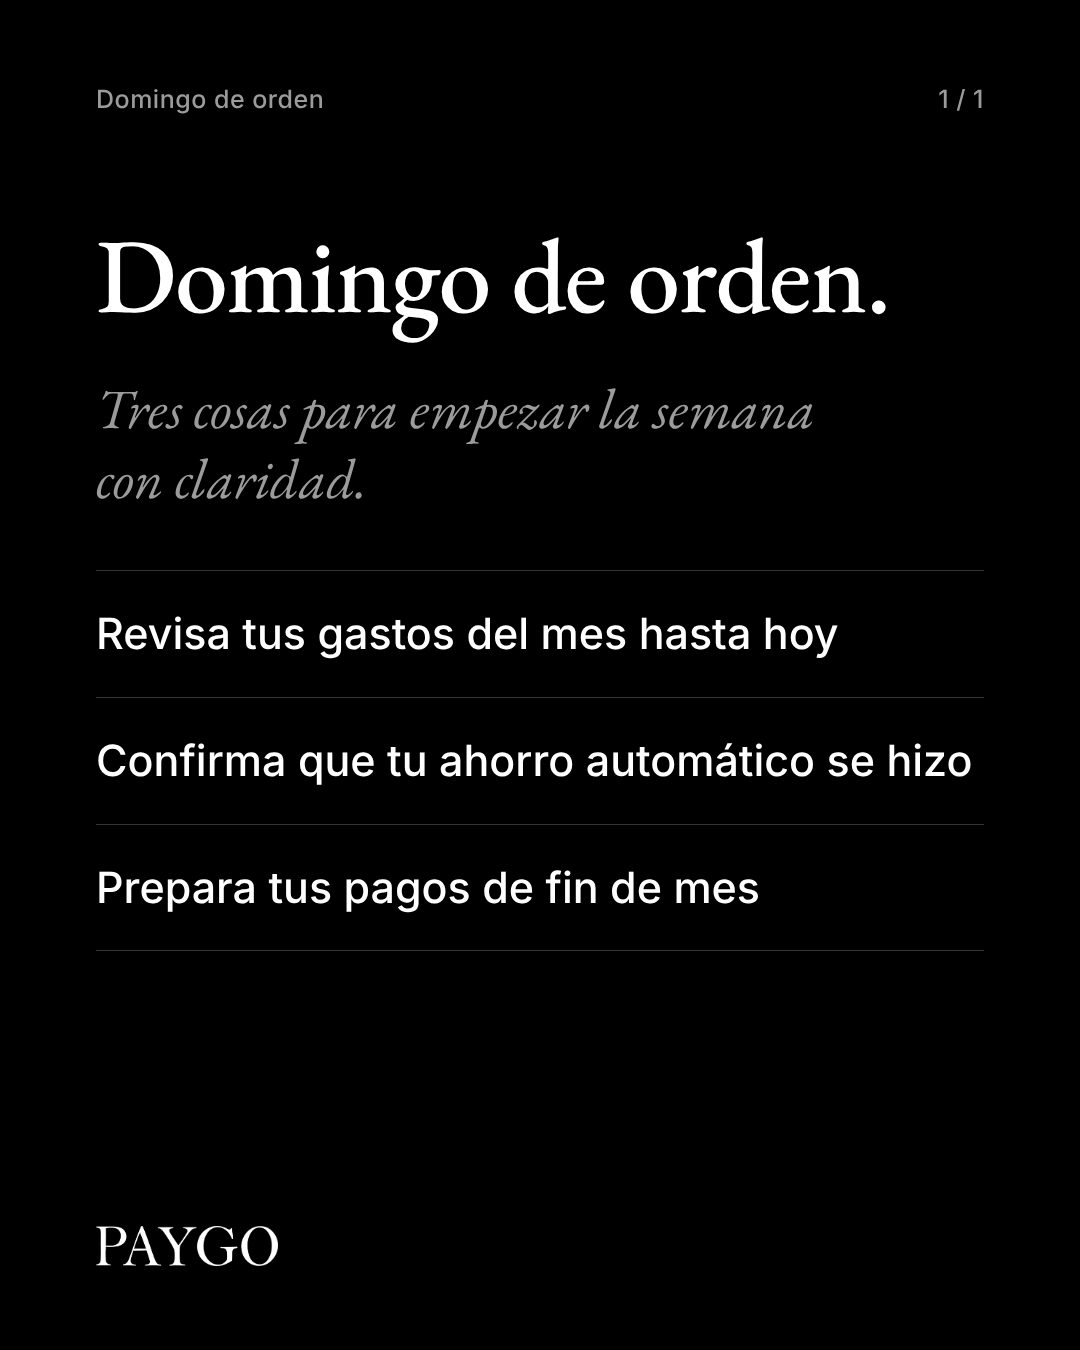 Domingo de orden
1 / 1
Domingo de orden.
Tres cosas para empezar la semana
con claridad.
Revisa tus gastos del mes hasta hoy
Confirma que tu ahorro automático se hizo
Prepara tus pagos de fin de mes
PAYGO